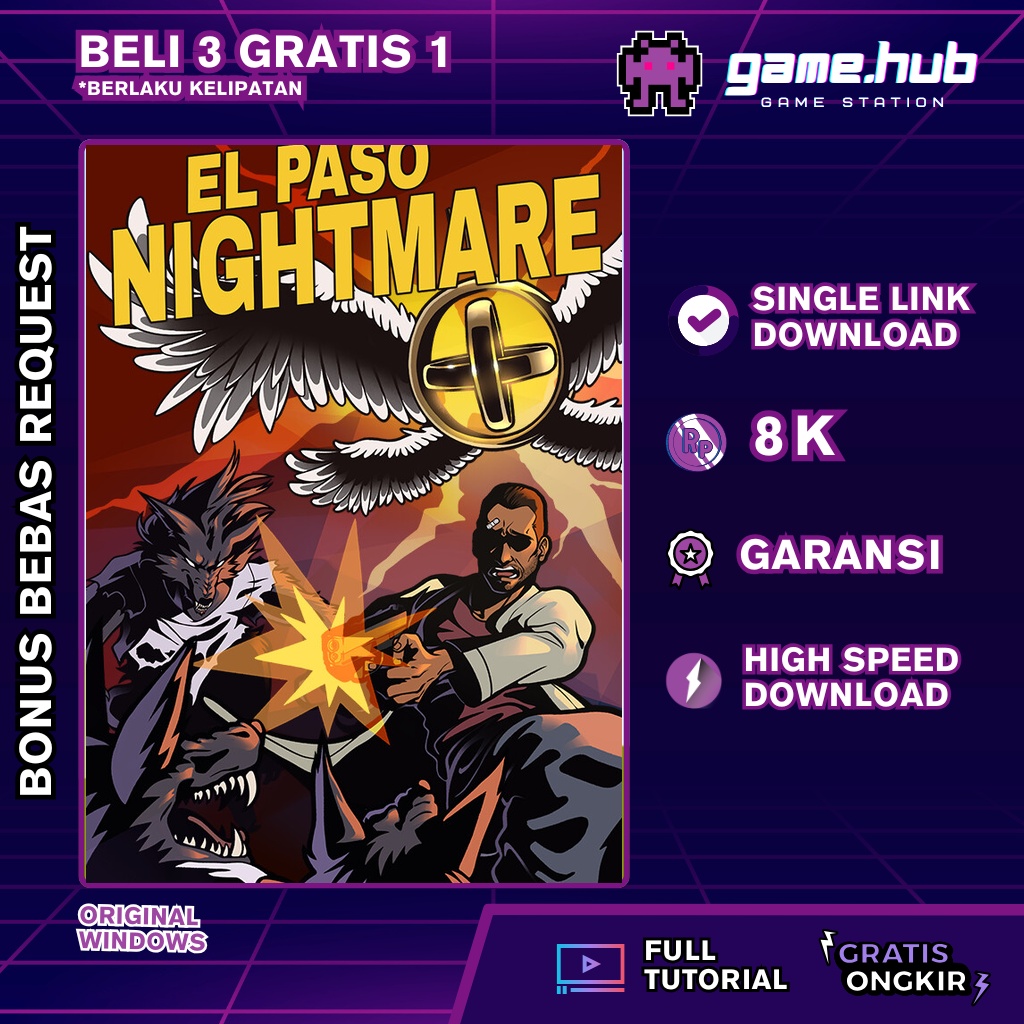 BELI 3 GRATIS 1
*BERLAKU KELIPATAN
game.hub
GAME STATION
BONUS BEBAS REQUEST
EL PASO
NIGHTMARE
SINGLE LINK
DOWNLOAD
Rp
8K
GARANSI
HIGH SPEED
DOWNLOAD
ORIGINAL
WINDOWS
FULL
TUTORIAL
GRATIS
ONGKIR